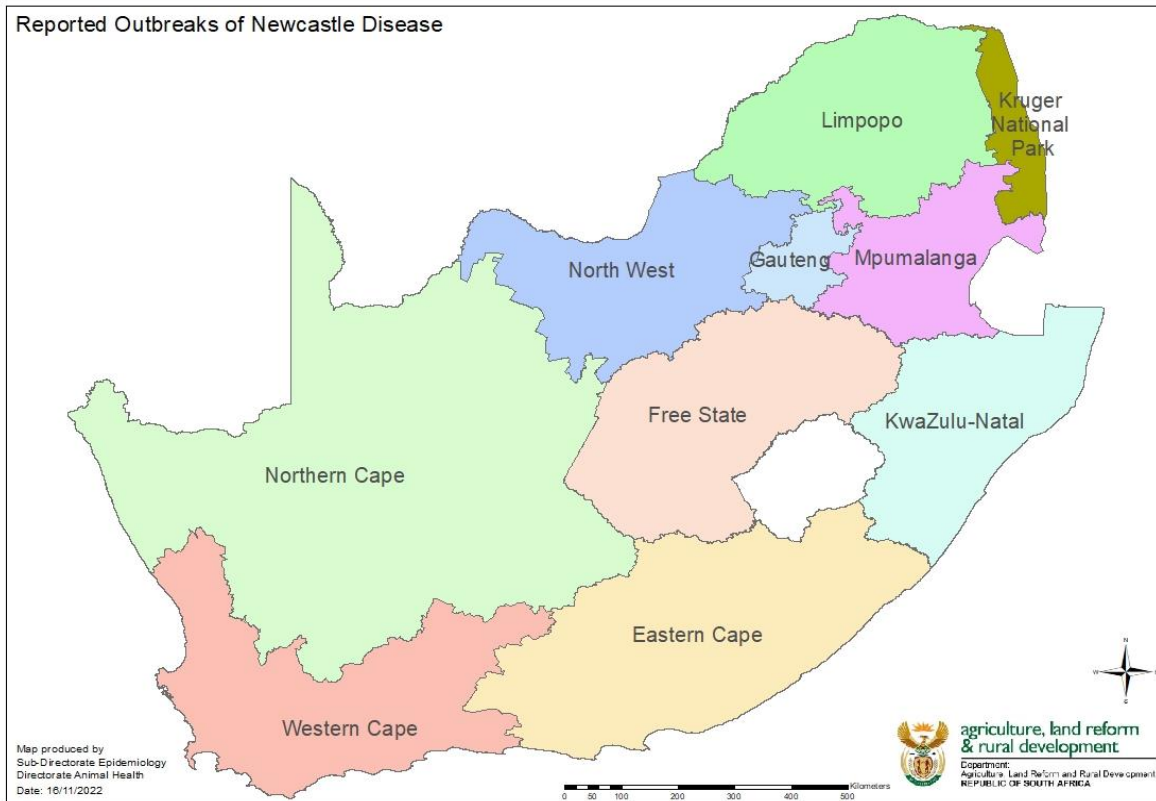 Reported Outbreaks of Newcastle Disease
Limpopo
Kruger
National
Park
North West
Gauteng
Mpumalanga
Free State
KwaZulu-Natal
Northern Cape
Eastern Cape
Western Cape
N
W
S
Map produced by
Sub-Directorate Epidemiology
Directorate Animal Health
Date: 16/11/2022
Kilometers
0 50 100 200 300 400 500
agriculture, land reform
& rural development
Department:
Agriculture, Land Reform and Rural Development
REPUBLIC OF SOUTH AFRICA